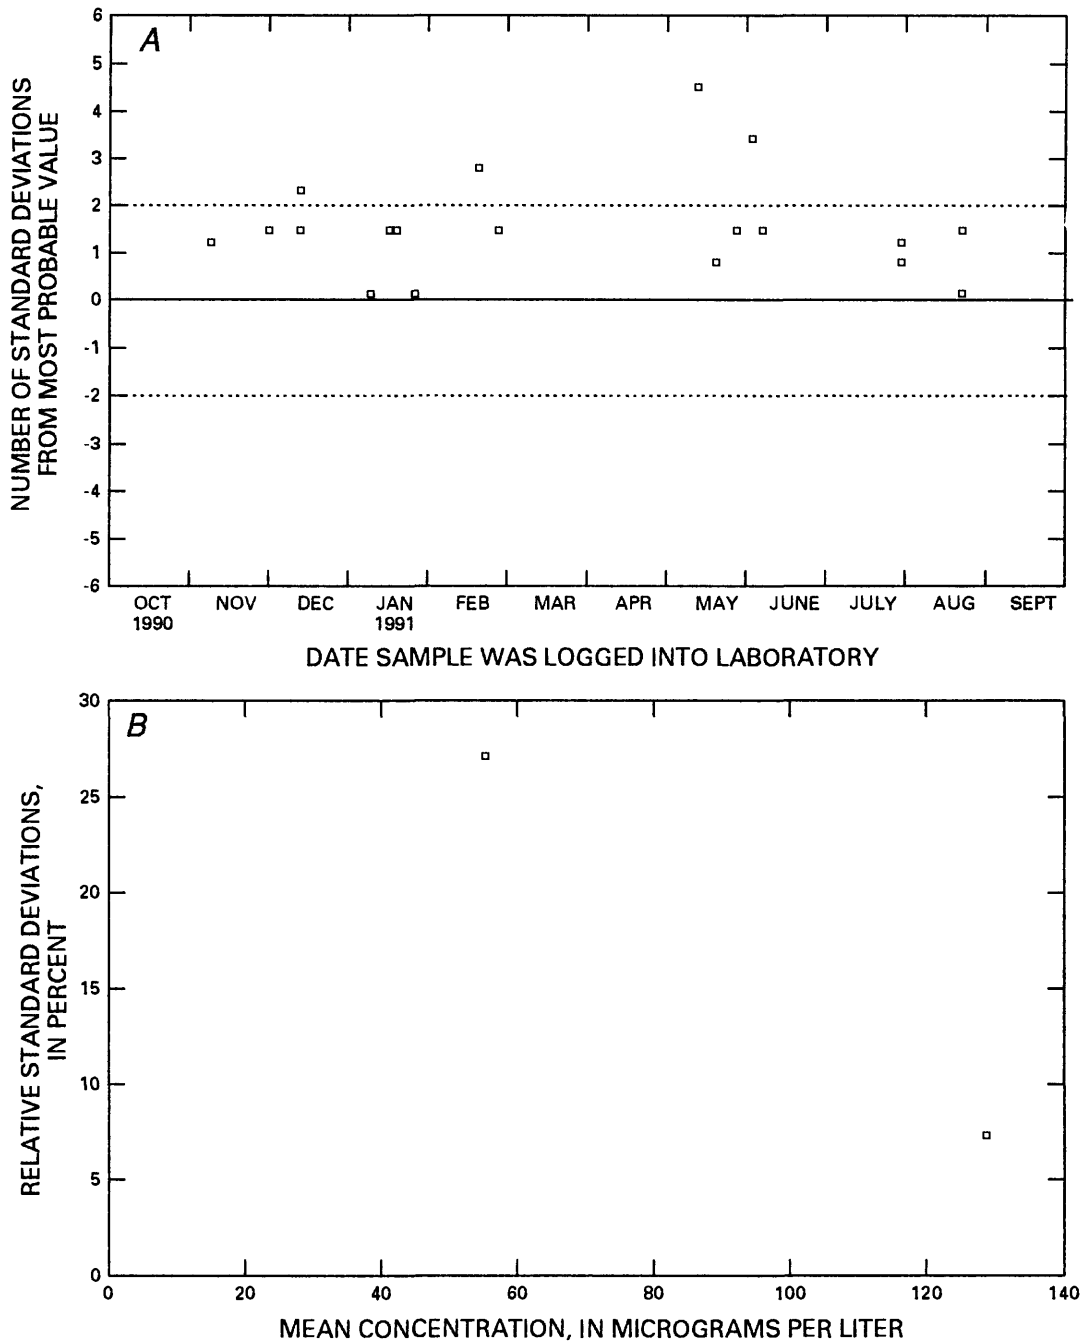 A
6
5
4
3
2
1
0
-1
-2
-3
-4
-5
-6
NUMBER OF STANDARD DEVIATIONS
FROM MOST PROBABLE VALUE
OCT NOV DEC JAN FEB MAR APR MAY JUNE JULY AUG SEPT
1990 1991
DATE SAMPLE WAS LOGGED INTO LABORATORY
B
30
25
20
15
10
5
0
RELATIVE STANDARD DEVIATIONS,
IN PERCENT
0 20 40 60 80 100 120 140
MEAN CONCENTRATION, IN MICROGRAMS PER LITER